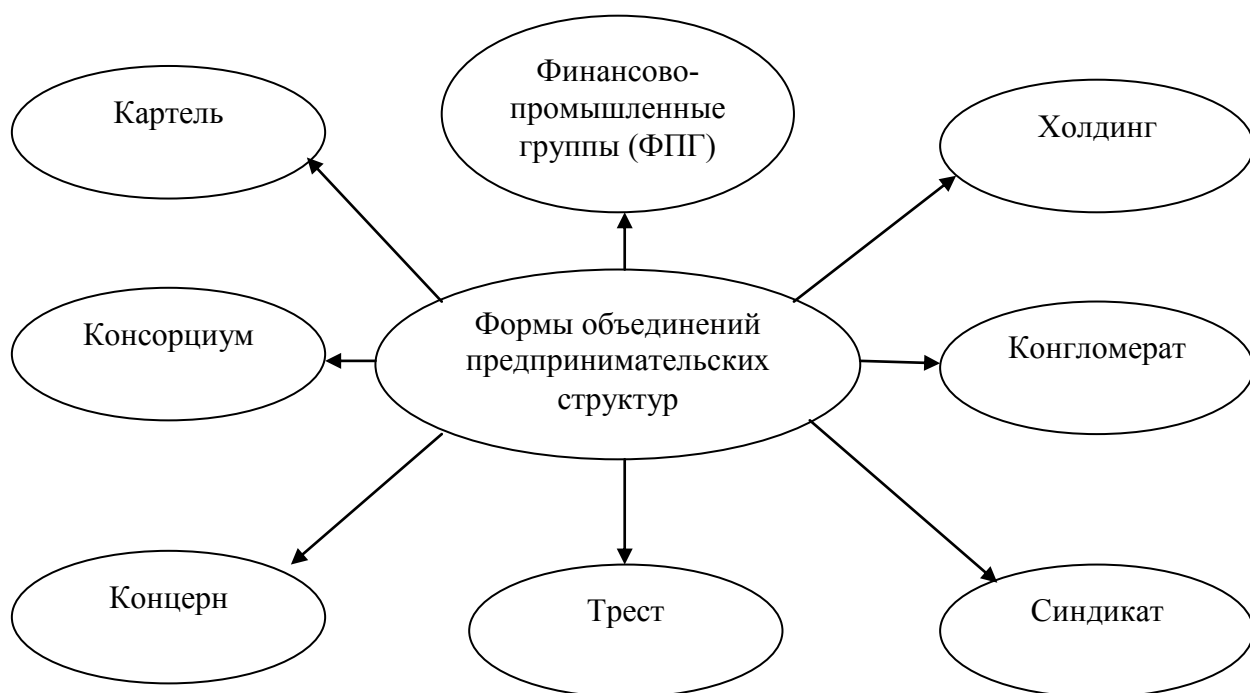 Финансово-
промышленные
группы (ФПГ)
Картель
Холдинг
Консорциум
Формы объединений
предпринимательских
структур
Конгломерат
Концерн
Трест
Синдикат